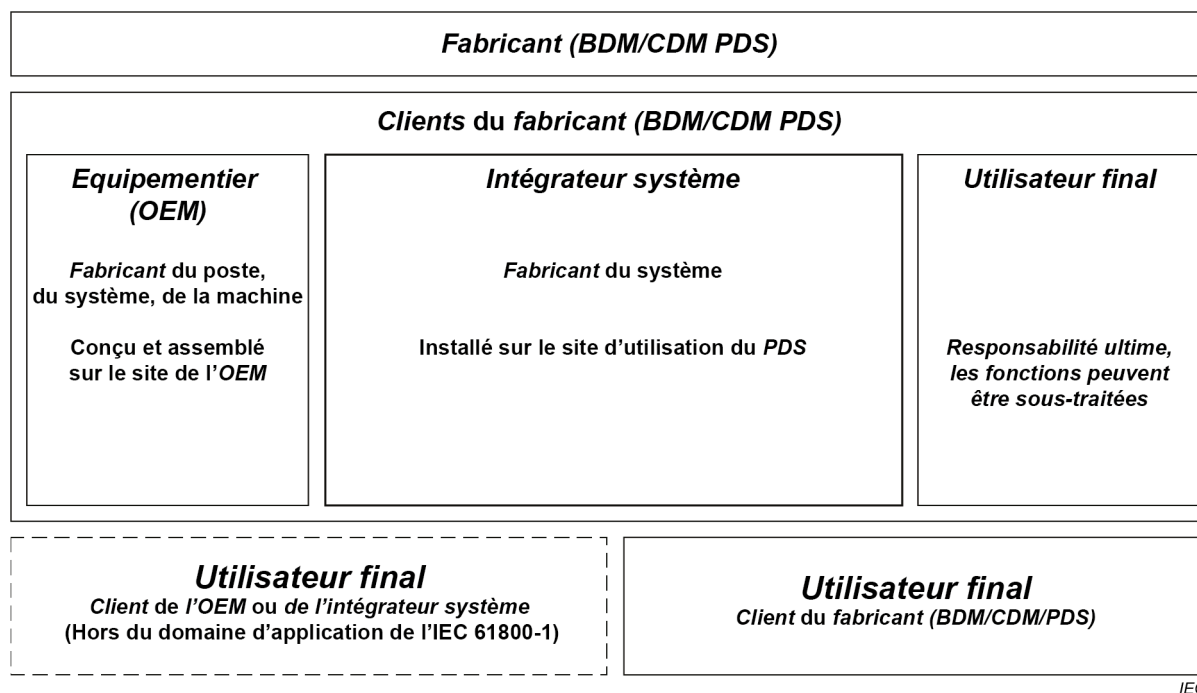 Fabricant (BDM/CDM PDS)
Clients du fabricant (BDM/CDM PDS)
Equipementier
(OEM)
Fabricant du poste,
du système, de la machine
Conçu et assemblé
sur le site de l'OEM
Intégrateur système
Fabricant du système
Installé sur le site d'utilisation du PDS
Utilisateur final
Responsabilité ultime,
les fonctions peuvent
être sous-traitées
Utilisateur final
Client de l'OEM ou de l'intégrateur système
(Hors du domaine d'application de l'IEC 61800-1)
Utilisateur final
Client du fabricant (BDM/CDM/PDS)